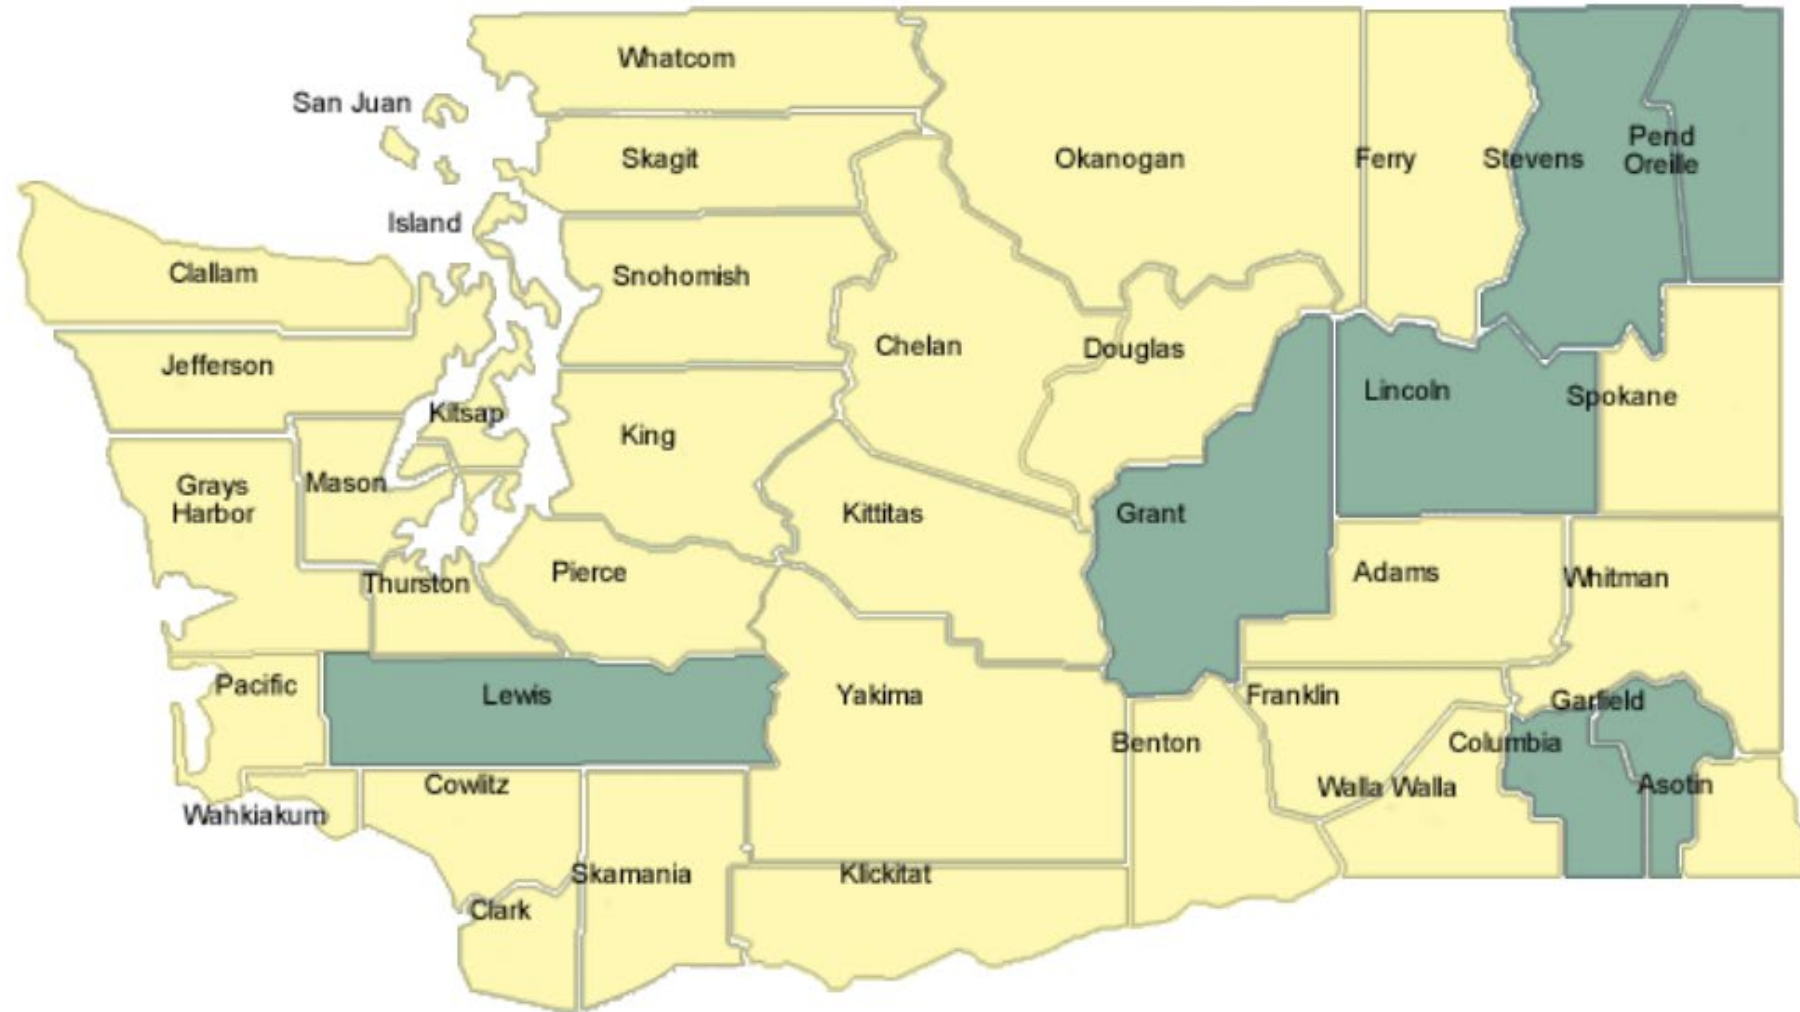 Whatcom
San Juan
Skagit
Okanogan
Ferry
Stevens
Pend
Oreille
Island
Clallam
Snohomish
Jefferson
Chelan
Douglas
Lincoln
Spokane
Kitsap
King
Grays
Harbor
Mason
Kittitas
Grant
Thurston
Pierce
Adams
Whitman
Pacific
Lewis
Yakima
Franklin
Garfield
Benton
Columbia
Cowlitz
Walla Walla
Asotin
Wahkiakum
Skamania
Klickitat
Clark